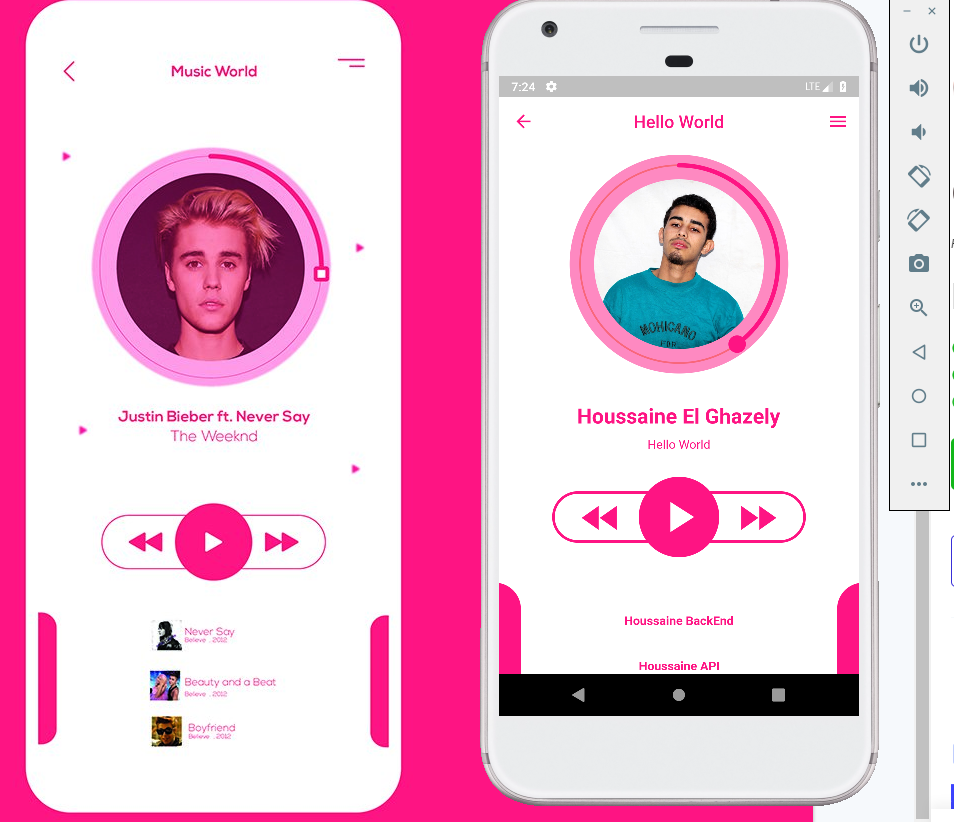 Music World
Justin Bieber ft. Never Say
The Weeknd
Never Say
Believe . 2012
Beauty and a Beat
Believe . 2012
Boyfriend
Believe . 2012
7:24
LTE
Hello World
MOHICANO
Houssaine El Ghazely
Hello World
Houssaine BackEnd
Houssaine API